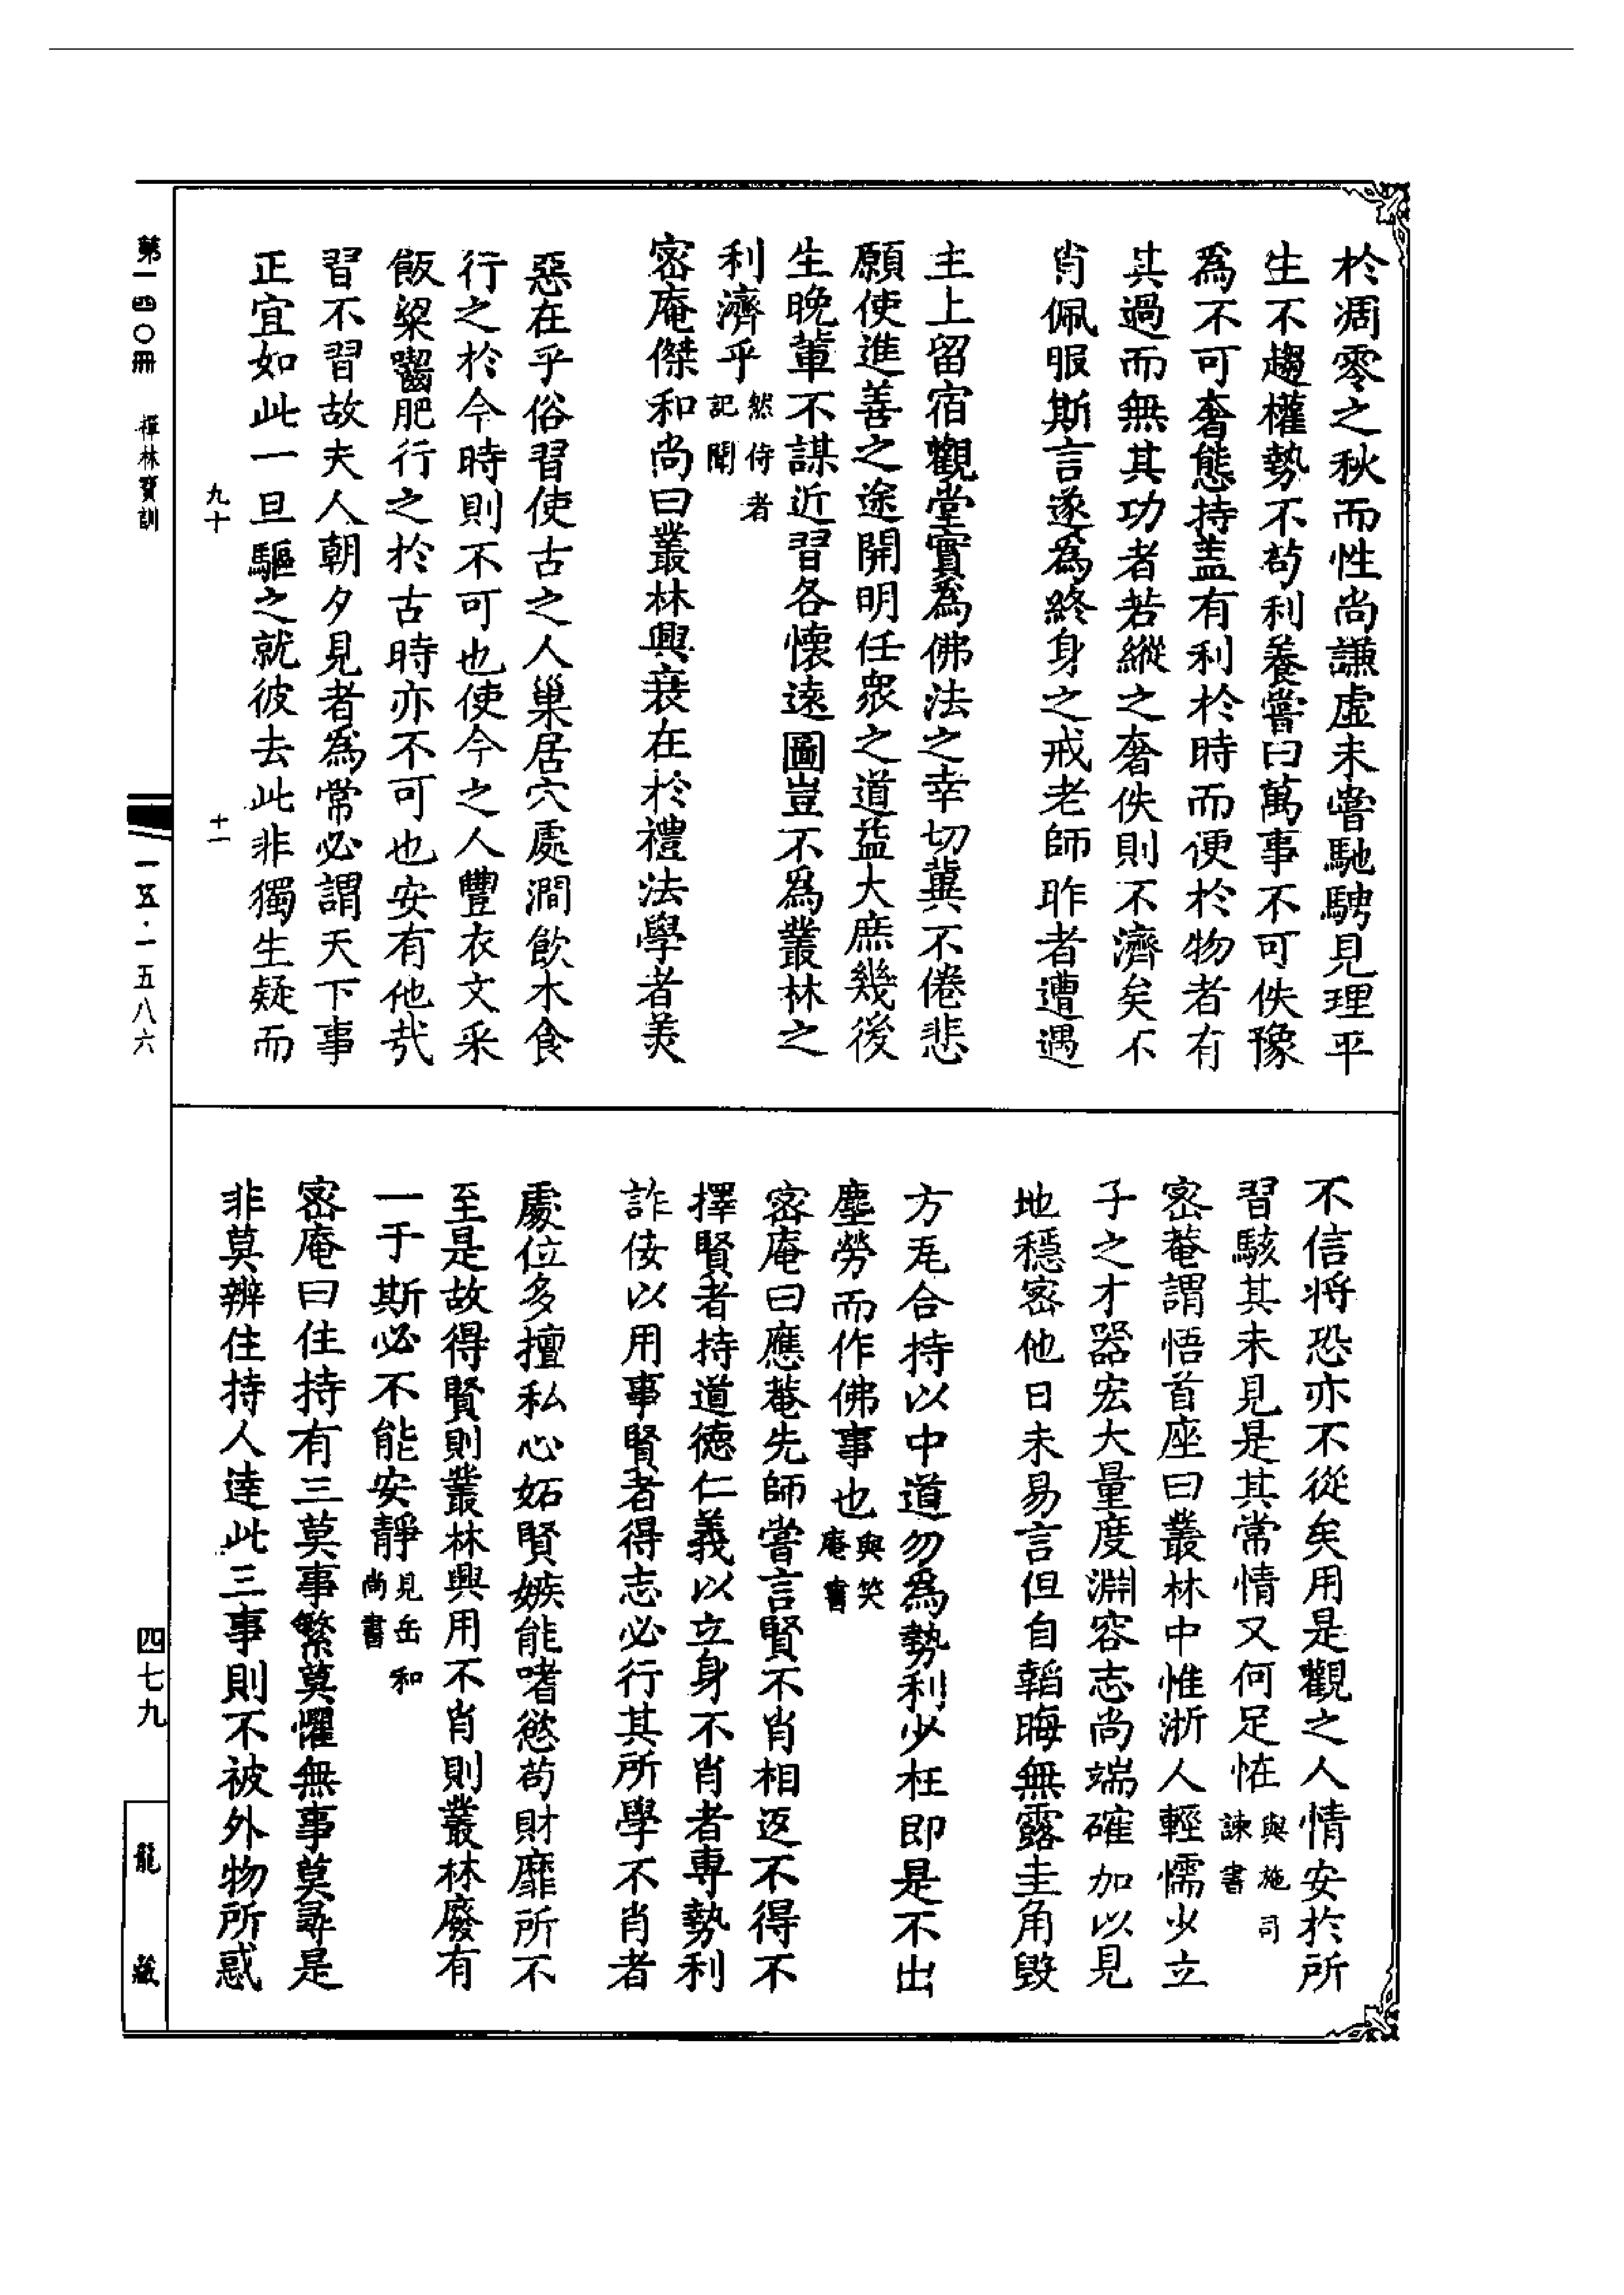 於凋零之秋而性尚謙虛未嘗馳騁見理平
生不趨權勢不苟利養嘗曰萬事不可佚豫
為不可奢態持盖有利於時而便於物者有
其過而無其功者若縱之奢佚則不濟矣不
肖佩服斯言遂為終身之戒老師昨者遭遇
主上留宿觀堂實為佛法之幸切冀不倦悲
願使進善之途開明任眾之道益大庶幾後
生晚輩不謀近習各懷遠圖豈不為叢林之
利濟乎 然侍者記聞
密庵傑和尚曰叢林興衰在於禮法學者美
惡在乎俗習使古之人巢居穴處澗飲木食
行之於今時則不可也使今之人豐衣文采
飯粱嚙肥行之於古時亦不可也安有他哉
習不習故夫人朝夕見者為常必謂天下事
正宜如此一旦驅之就彼去此非獨生疑而
九十 十一
不信將恐亦不從矣用是觀之人情安於所
習駭其未見是其常情又何足怪 與施司諫書
密菴謂悟首座曰叢林中惟浙人輕懦少立
子之才器宏大量度淵容志尚端確加以見
地穩密他日未易言但自韜晦無露圭角毀
方瓦合持以中道勿為勢利少枉即是不出
塵勞而作佛事也 與笑庵書
密庵曰應菴先師嘗言賢不肖相返不得不
擇賢者持道德仁義以立身不肖者專勢利
詐佞以用事賢者得志必行其所學不肖者
處位多擅私心妬賢嫉能嗜慾苟財靡所不
至是故得賢則叢林興用不肖則叢林廢有
一于斯必不能安靜 見岳和尚書
密庵曰住持有三莫事繁莫懼無事莫尋是
非莫辨住持人達此三事則不被外物所惑
第一四〇冊 禪林寶訓
一五·一五八六
四七九
龍藏